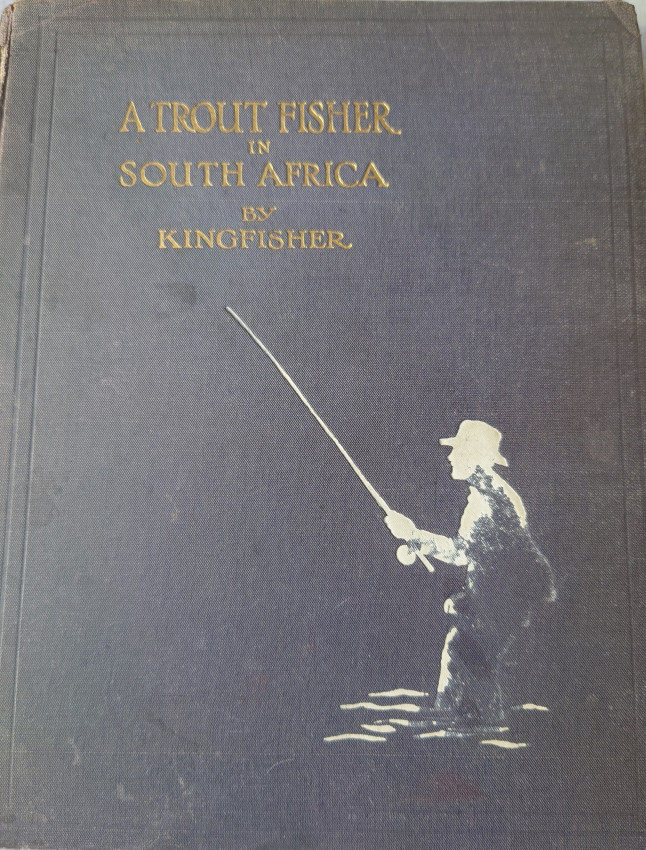 A TROUT FISHER
IN
SOUTH AFRICA
BY
KINGFISHER